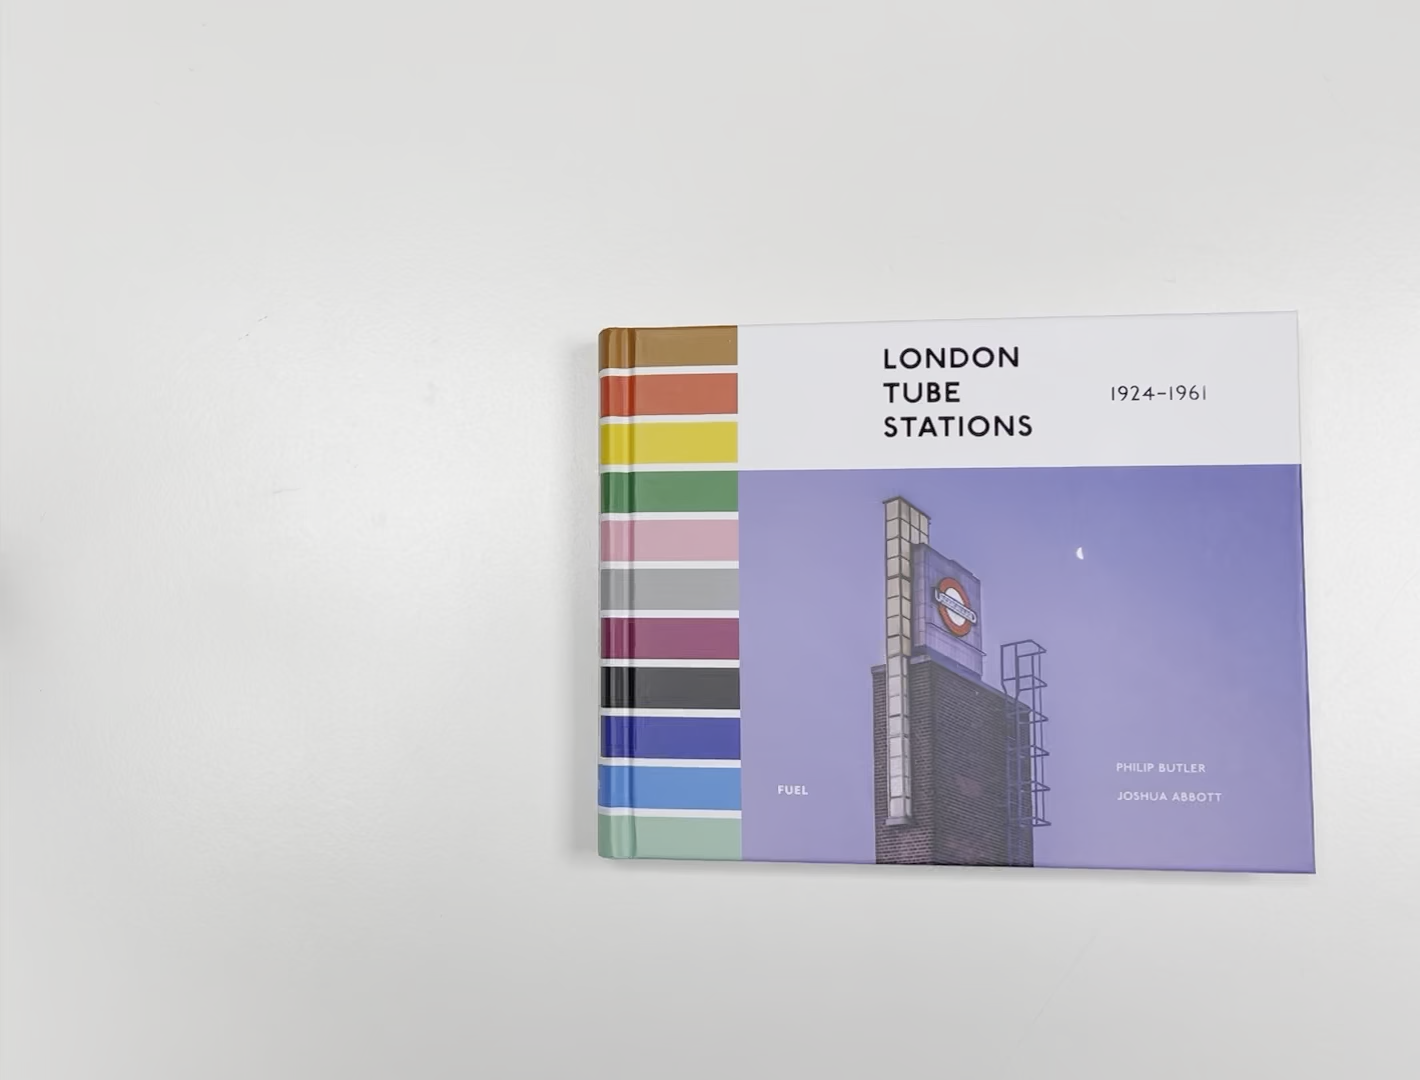 LONDON
TUBE
STATIONS
1924–1961
PHILIP BUTLER
FUEL
JOSHUA ABBOTT